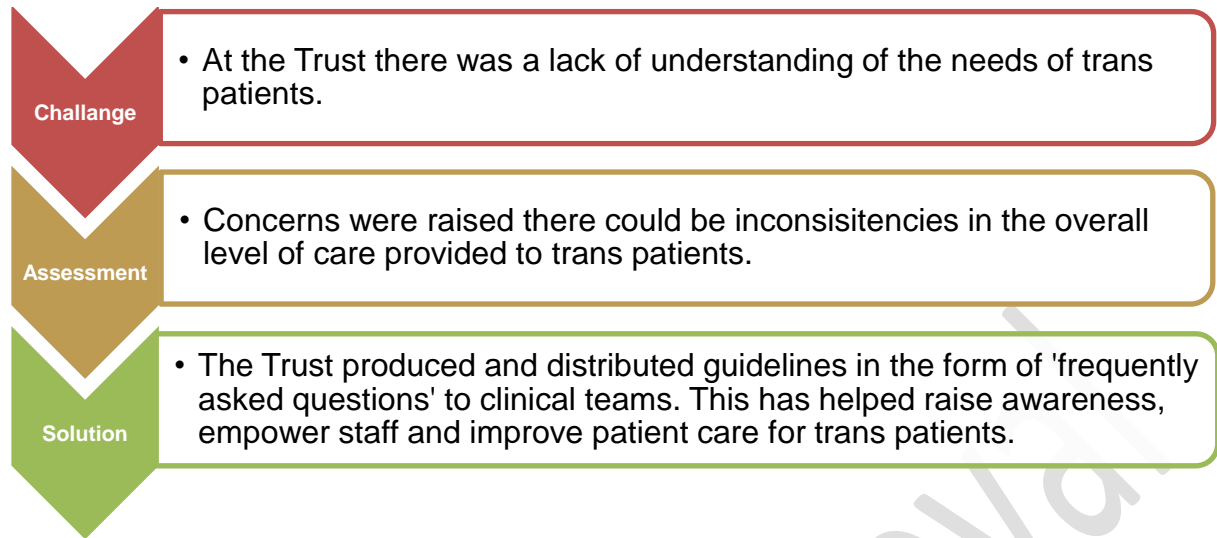 Challange
• At the Trust there was a lack of understanding of the needs of trans
patients.
Assessment
• Concerns were raised there could be inconsisitencies in the overall
level of care provided to trans patients.
Solution
• The Trust produced and distributed guidelines in the form of 'frequently
asked questions' to clinical teams. This has helped raise awareness,
empower staff and improve patient care for trans patients.